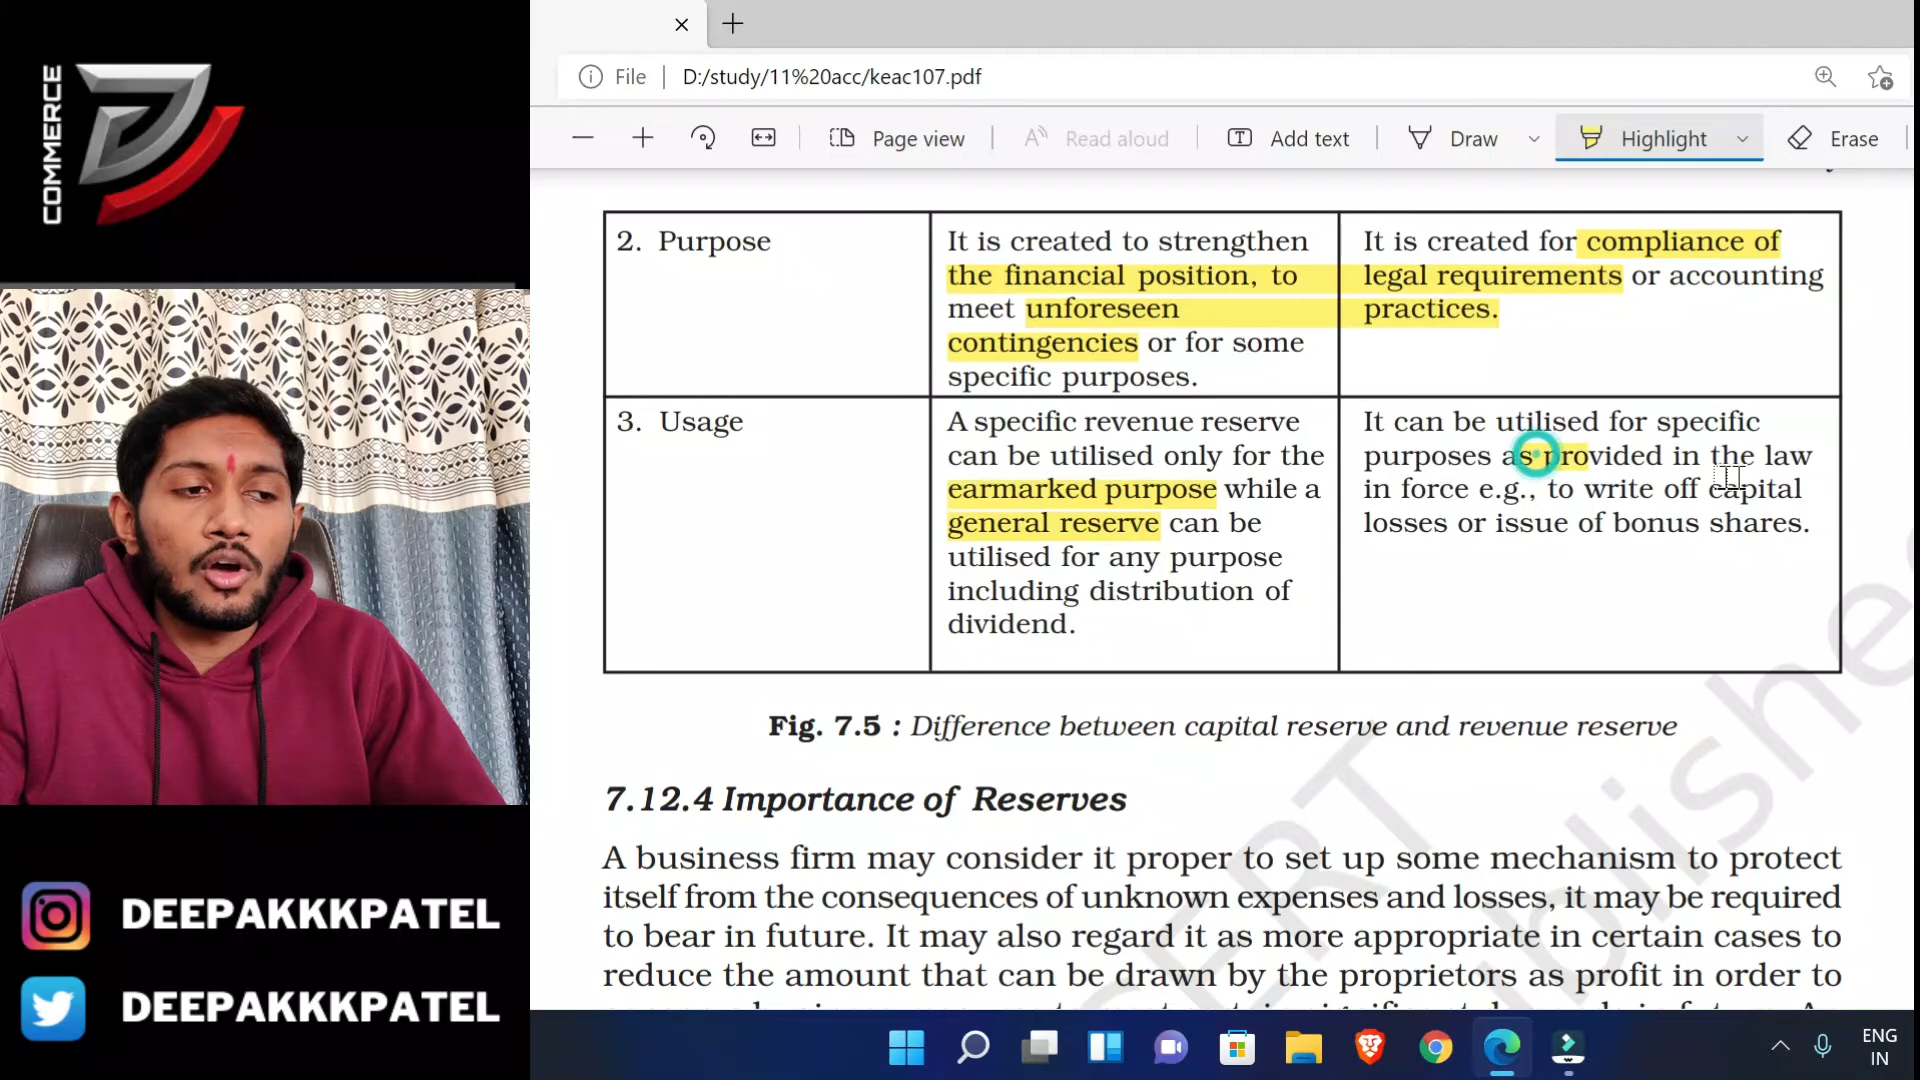 COMMERCE
File
D:/study/11%20acc/keac107.pdf
Page view
Read aloud
Add text
Draw
Highlight
Erase
2. Purpose
It is created to strengthen
the financial position, to
meet unforeseen
contingencies or for some
specific purposes.
It is created for compliance of
legal requirements or accounting
practices.
3. Usage
A specific revenue reserve
can be utilised only for the
earmarked purpose while a
general reserve can be
utilised for any purpose
including distribution of
dividend.
It can be utilised for specific
purposes as provided in the law
in force e.g., to write off capital
losses or issue of bonus shares.
Fig. 7.5 : Difference between capital reserve and revenue reserve
7.12.4 Importance of Reserves
A business firm may consider it proper to set up some mechanism to protect
itself from the consequences of unknown expenses and losses, it may be required
to bear in future. It may also regard it as more appropriate in certain cases to
reduce the amount that can be drawn by the proprietors as profit in order to
DEEPAKKKPATEL
DEEPAKKKPATEL
ENG
IN